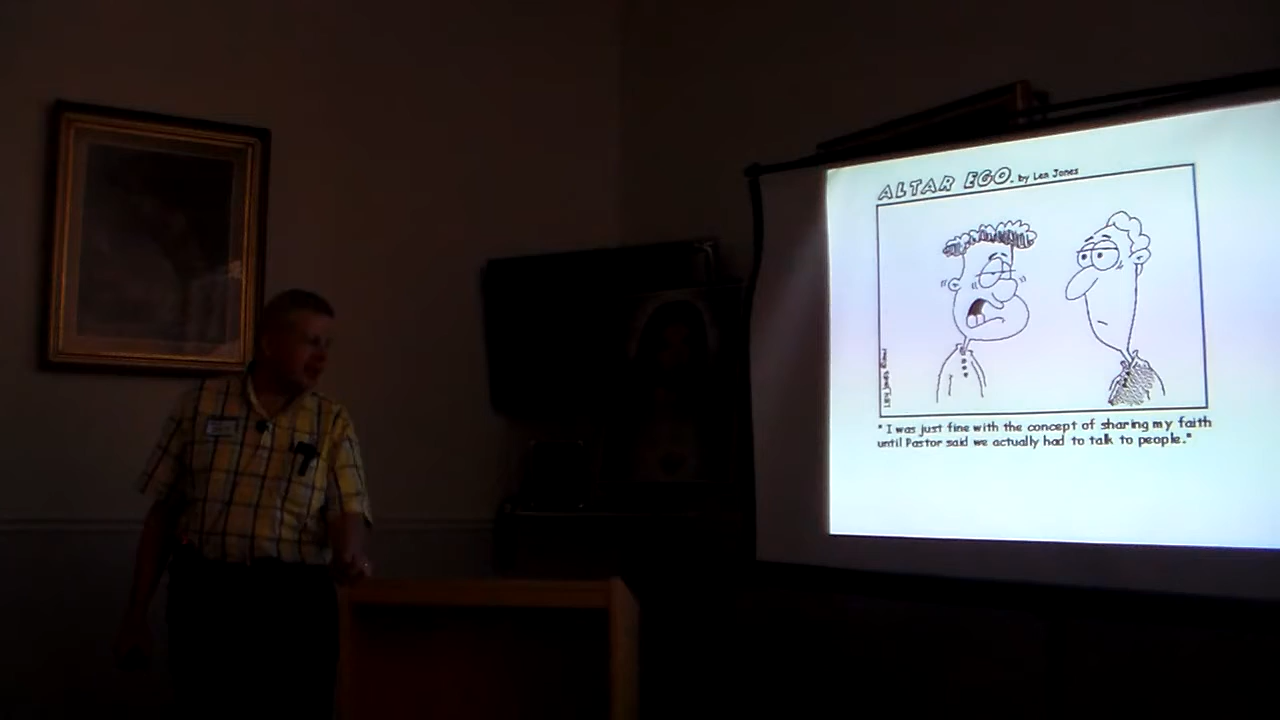 ALTAR EGO. by Len Jones
" I was just fine with the concept of sharing my faith
until Pastor said we actually had to talk to people."